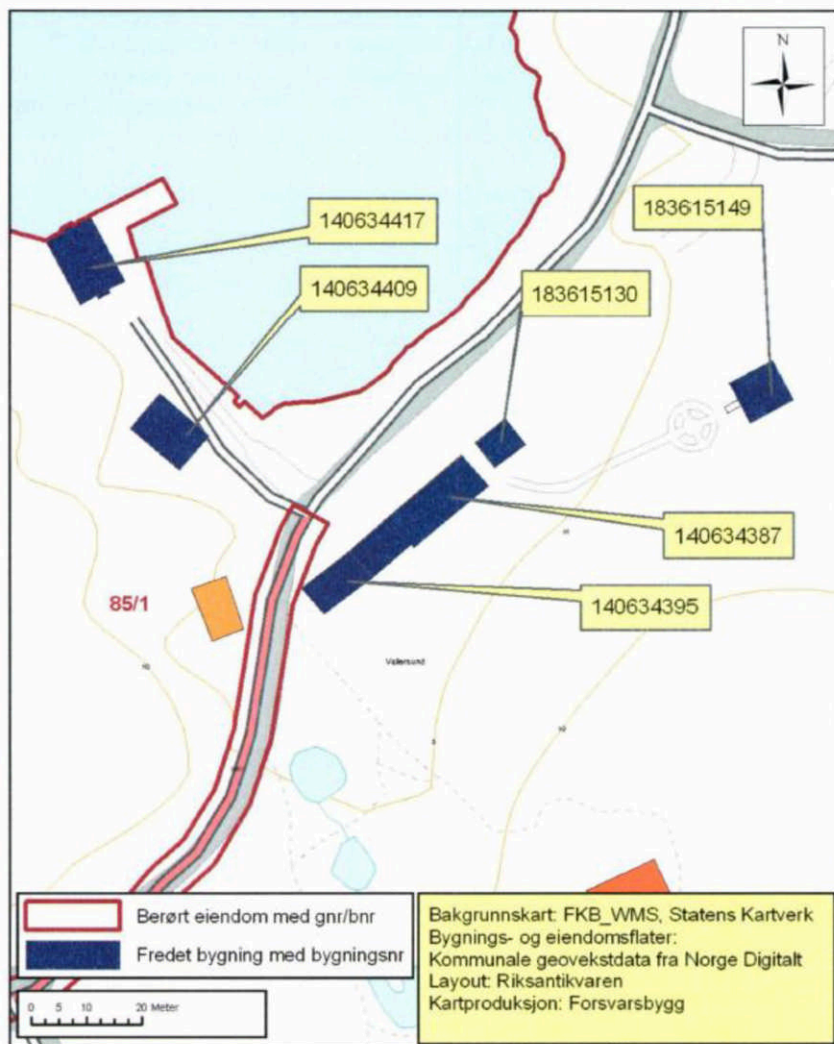 N
140634417
183615149
140634409
183615130
140634387
140634395
85/1
Valersund
Berørt eiendom med gnr/bnr
Fredet bygning med bygningsnr
0 5 10 20 Meter
Bakgrunnskart: FKB_WMS, Statens Kartverk
Bygnings- og eiendomsflater:
Kommunale geovekstdata fra Norge Digitalt
Layout: Riksantikvaren
Kartproduksjon: Forsvarsbygg